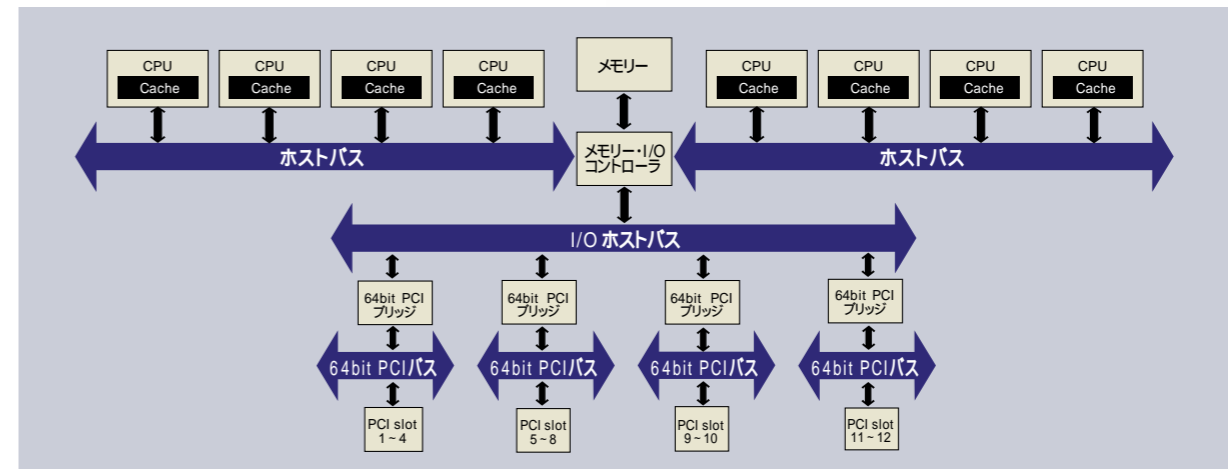 CPU
Cache
CPU
Cache
CPU
Cache
CPU
Cache
メモリー
CPU
Cache
CPU
Cache
CPU
Cache
CPU
Cache
ホストバス
メモリー・I/O
コントローラ
ホストバス
I/O ホストバス
64bit PCI
ブリッジ
64bit PCI
ブリッジ
64bit PCI
ブリッジ
64bit PCI
ブリッジ
64bit PCIバス
64bit PCIバス
64bit PCIバス
64bit PCIバス
PCI slot
1~4
PCI slot
5~8
PCI slot
9~10
PCI slot
11~12